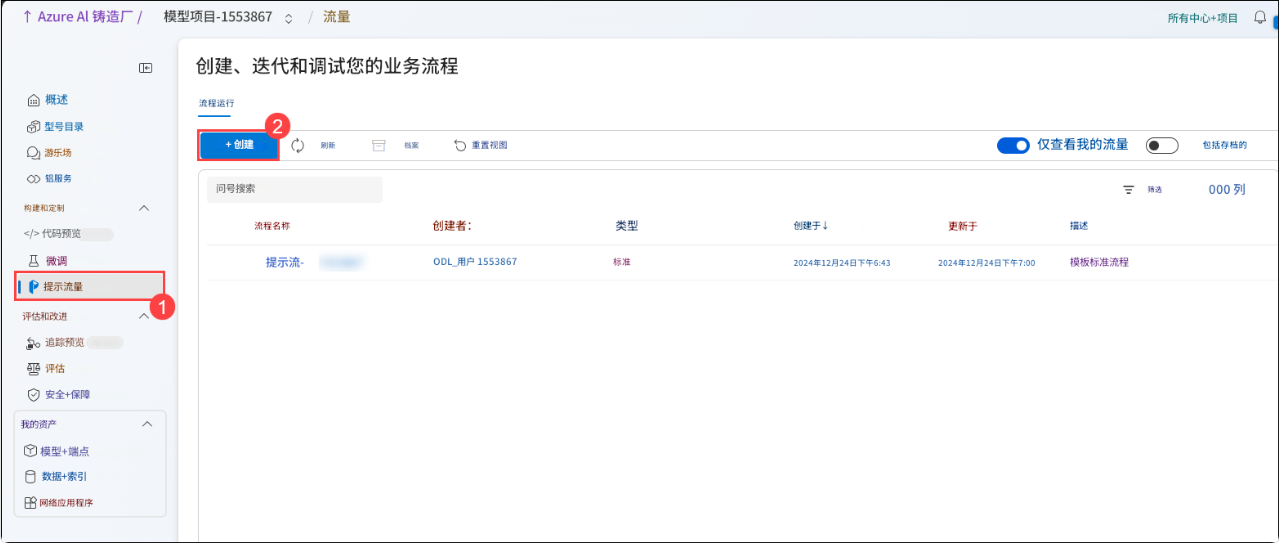 ↑ Azure AI 铸造厂 / 模型项目-1553867 / 流量 所有中心+项目
创建、迭代和调试您的业务流程
概述
型号目录
游乐场
铝服务
构建和定制
</> 代码预览
微调
提示流量
1
评估和改进
追踪预览
评估
安全+保障
我的资产
模型+端点
数据+索引
网络应用程序
流程运行
+ 创建 2 刷新 档案 重置视图 仅查看我的流量 包括存档的
问号搜索 筛选 000 列
流程名称 创建者: 类型 创建于↓ 更新于 描述
提示流- ODL_用户 1553867 标准 2024年12月24日下午6:43 2024年12月24日下午7:00 模板标准流程